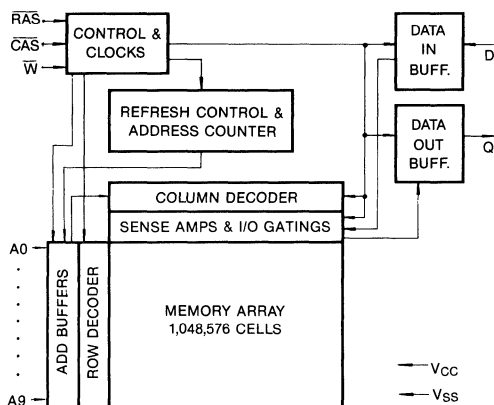 RAS
CAS
W
CONTROL &
CLOCKS
DATA
IN
BUFF.
D
REFRESH CONTROL &
ADDRESS COUNTER
DATA
OUT
BUFF.
Q
COLUMN DECODER
SENSE AMPS & I/O GATINGS
A0
A9
ADD BUFFERS
ROW DECODER
MEMORY ARRAY
1,048,576 CELLS
VCC
VSS